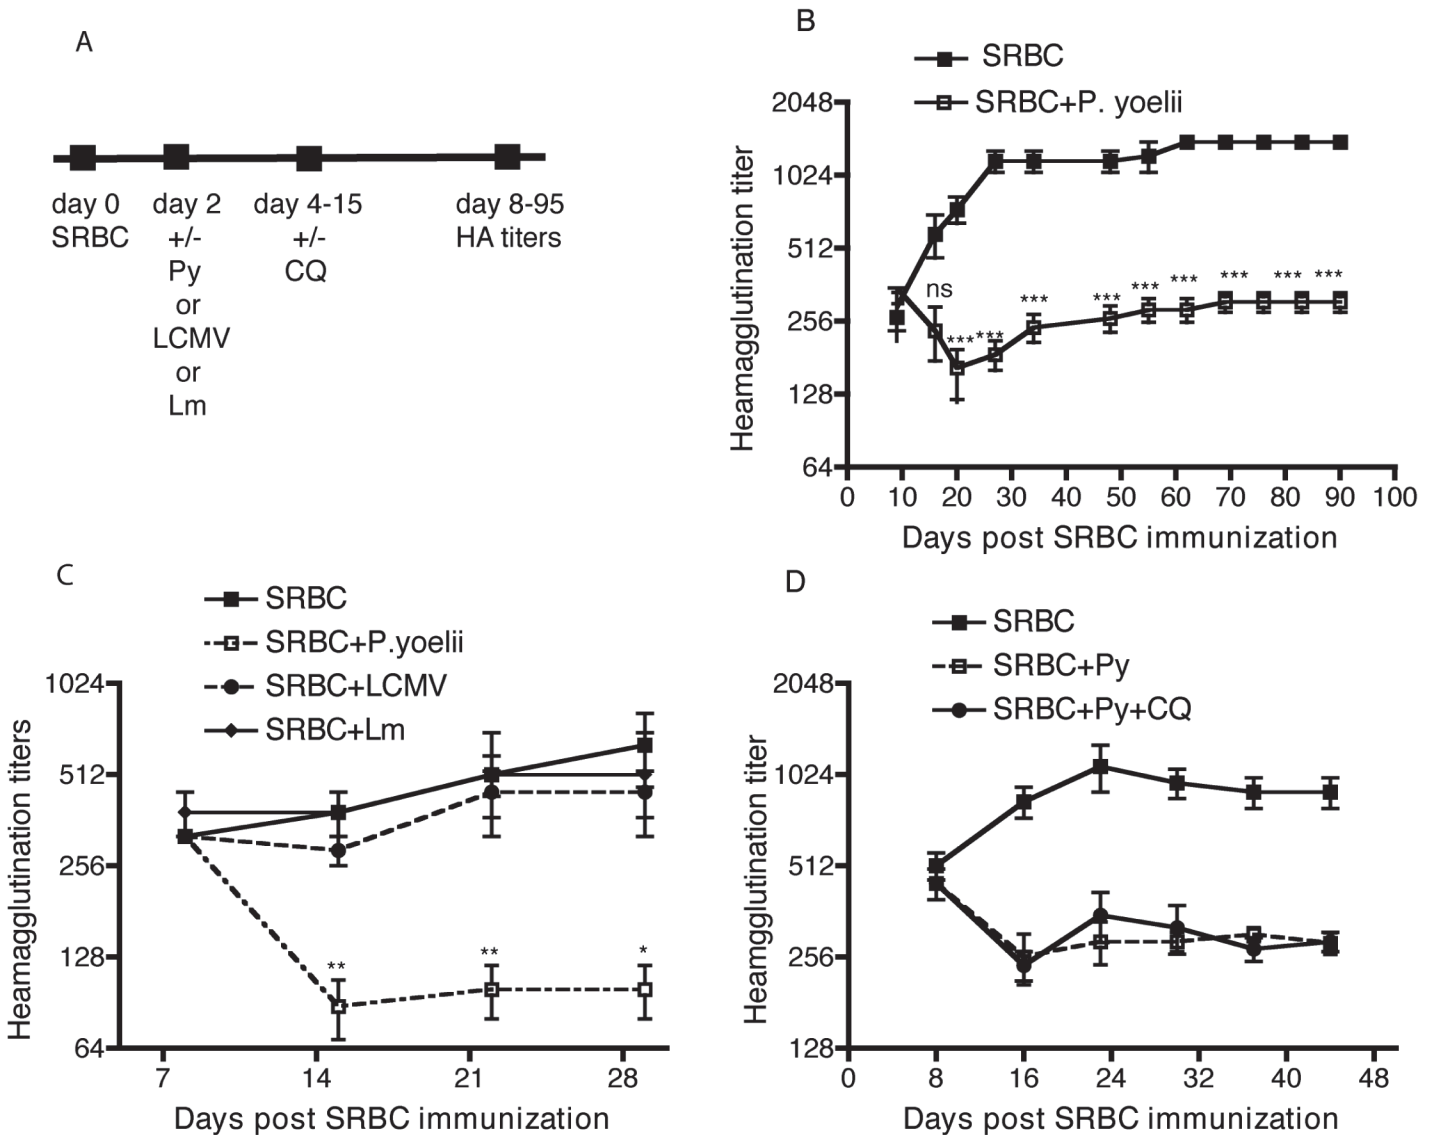 A
day 0
SRBC
day 2
+/-
Py
or
LCMV
or
Lm
day 4-15
+/-
CQ
day 8-95
HA titers
B
SRBC
SRBC+P. yoelii
Heamagglutination titer
2048
1024
512
256
128
64
ns
***
***
***
***
***
***
***
***
***
0 10 20 30 40 50 60 70 80 90 100
Days post SRBC immunization
C
SRBC
SRBC+P.yoelii
SRBC+LCMV
SRBC+Lm
Heamagglutination titers
1024
512
256
128
64
**
**
*
7 14 21 28
Days post SRBC immunization
D
SRBC
SRBC+Py
SRBC+Py+CQ
Heamgglutination titer
2048
1024
512
256
128
0 8 16 24 32 40 48
Days post SRBC immunization